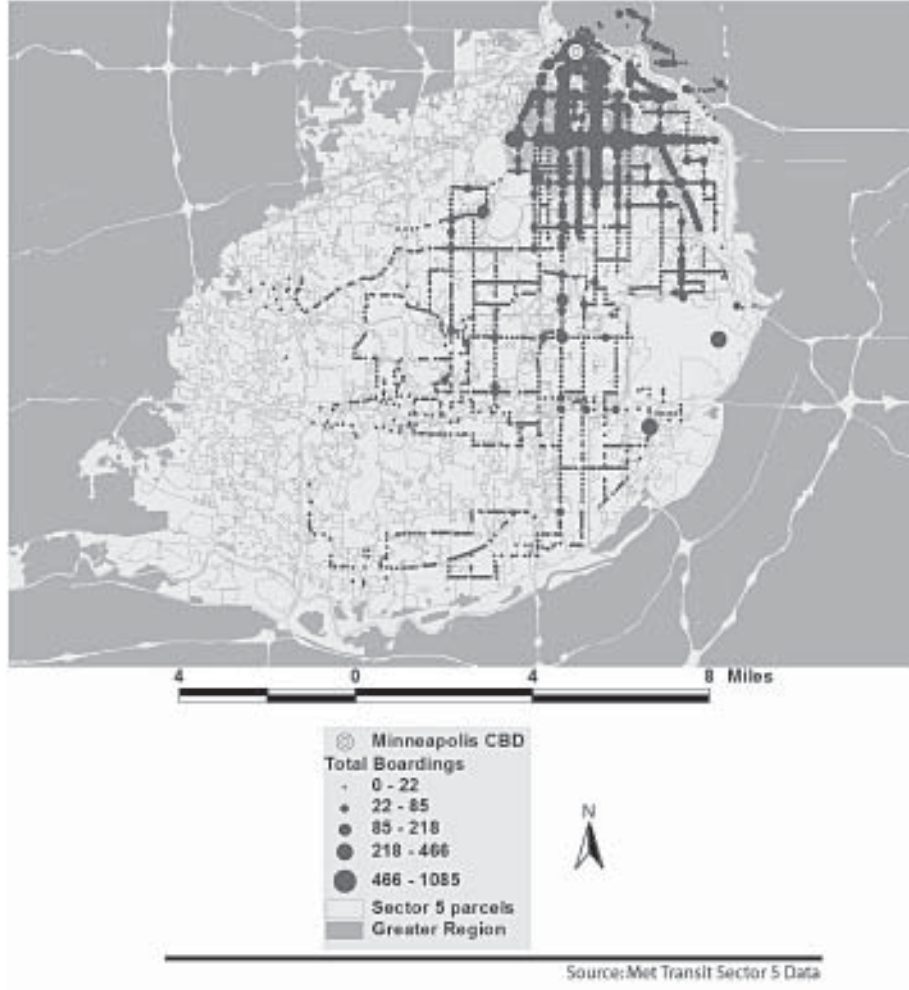 4 0 4 8 Miles
Minneapolis CBD
Total Boardings
0 - 22
22 - 85
85 - 218
218 - 466
466 - 1085
Sector 5 parcels
Greater Region
N
Source: Met Transit Sector 5 Data